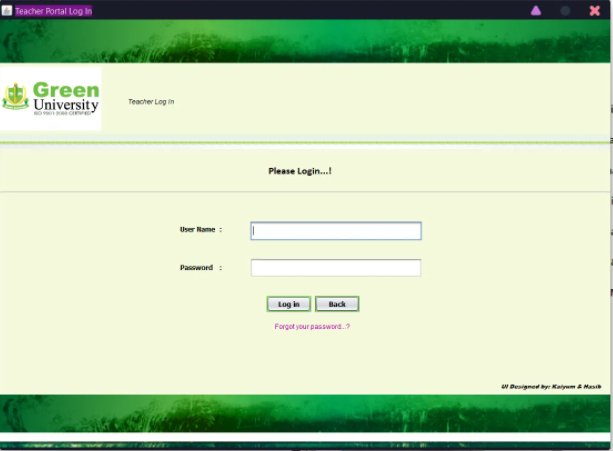 Teacher Portal Log In
Green
University
ISO 9001:2008 CERTIFIED
Teacher Log In
Please Login...!
User Name :
Password :
Log in
Back
Forgot your password..?
UI Designed by: Kaiyum & Hasib